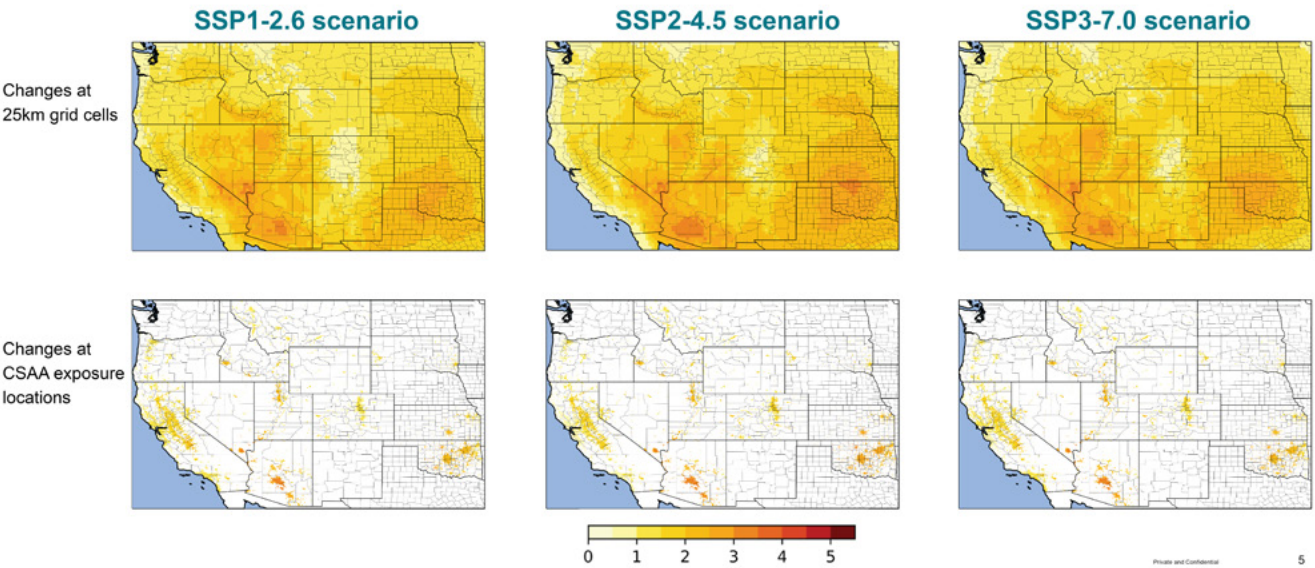 SSP1-2.6 scenario
SSP2-4.5 scenario
SSP3-7.0 scenario
Changes at
25km grid cells
Changes at
CSAA exposure
locations
0 1 2 3 4 5
Private and Confidential
5